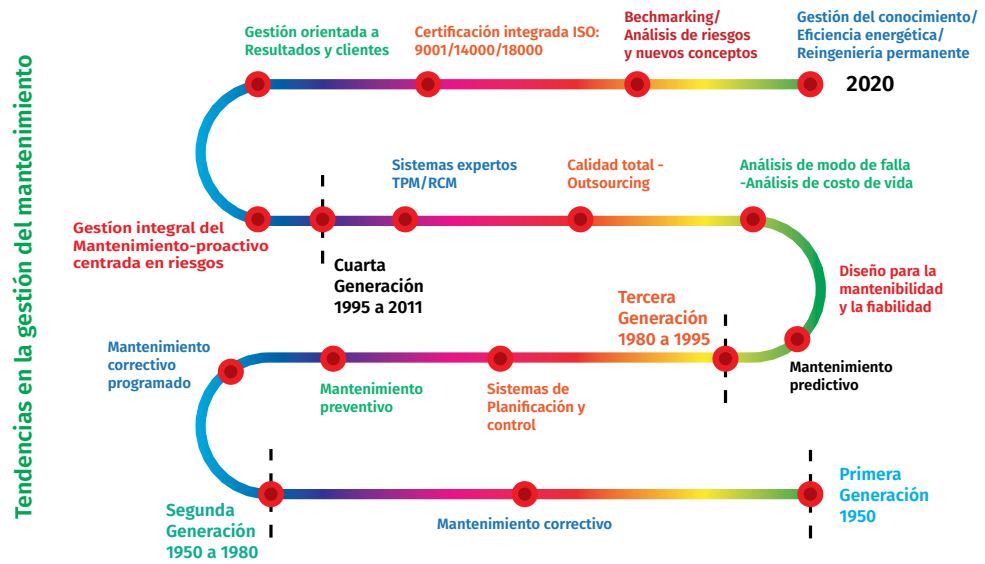 Tendencias en la gestión del mantenimiento
Gestión orientada a
Resultados y clientes
Certificación integrada ISO:
9001/14000/18000
Bechmarking/
Análisis de riesgos
y nuevos conceptos
Gestión del conocimiento/
Eficiencia energética/
Reingeniería permanente
2020
Gestíon integral del
Mantenimiento-proactivo
centrada en riesgos
Cuarta
Generación
1995 a 2011
Sistemas expertos
TPM/RCM
Calidad total -
Outsourcing
Análisis de modo de falla
-Análisis de costo de vida
Diseño para la
mantenibilidad
y la fiabilidad
Mantenimiento
predictivo
Tercera
Generación
1980 a 1995
Sistemas de
Planificación y
control
Mantenimiento
preventivo
Mantenimiento
correctivo
programado
Segunda
Generación
1950 a 1980
Mantenimiento correctivo
Primera
Generación
1950